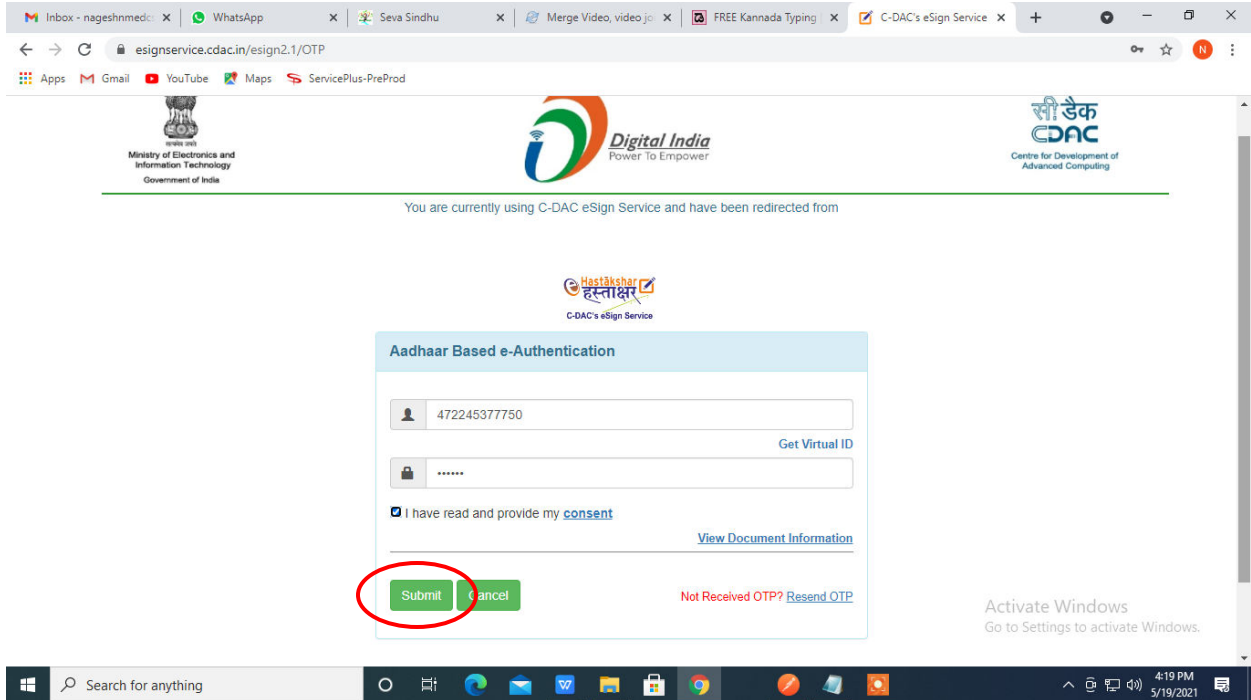 Inbox - nageshnmedc
WhatsApp
Seva Sindhu
Merge Video, video jo
FREE Kannada Typing
C-DAC's eSign Service
esignservice.cdac.in/esign2.1/OTP
N
Apps
Gmail
YouTube
Maps
ServicePlus-PreProd
सत्यमेव जयते
Ministry of Electronics and
Information Technology
Government of India
Digital India
Power To Empower
सी डैक
CDAC
Centre for Development of
Advanced Computing
You are currently using C-DAC eSign Service and have been redirected from
e Hastākshar
हस्ताक्षर
C-DAC's eSign Service
Aadhaar Based e-Authentication
472245377750
Get Virtual ID
••••••
I have read and provide my consent
View Document Information
Submit
Cancel
Not Received OTP? Resend OTP
Activate Windows
Go to Settings to activate Windows.
Search for anything
4:19 PM
5/19/2021